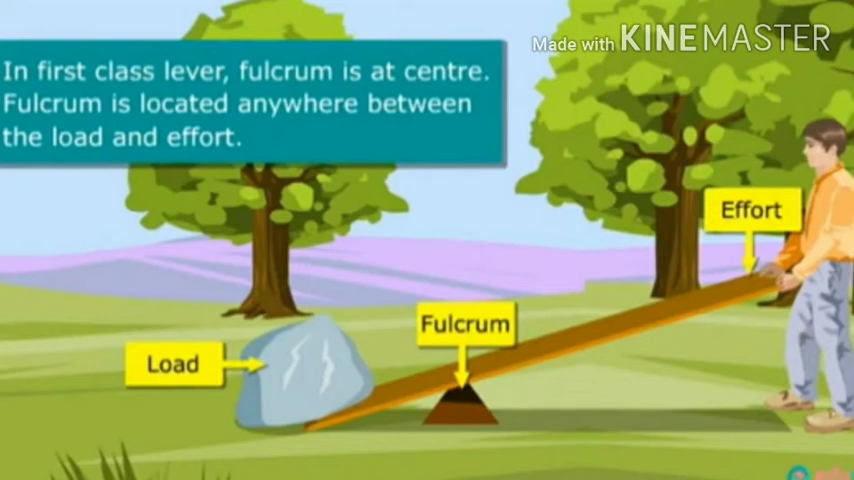 Made with KINEMASTER
In first class lever, fulcrum is at centre.
Fulcrum is located anywhere between
the load and effort.
Effort
Fulcrum
Load